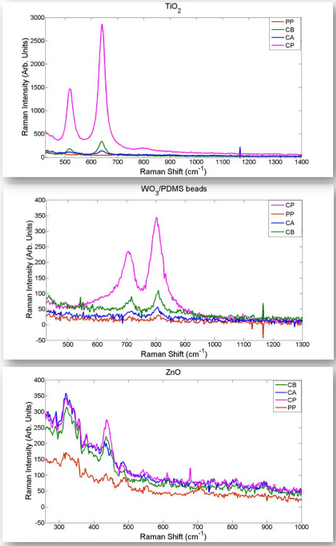 TiO2
Raman Intensity (Arb. Units)
3000
2500
2000
1500
1000
500
0
PP
CB
CA
CP
500 600 700 800 900 1000 1100 1200 1300 1400
Raman Shift (cm-1)
WO3/PDMS beads
Raman Intensity (Arb. Units)
400
350
300
250
200
150
100
50
0
-50
CP
PP
CA
CB
500 600 700 800 900 1000 1100 1200 1300
Raman Shift (cm-1)
ZnO
Raman Intensity (Arb. Units)
400
350
300
250
200
150
100
50
0
-50
CB
CA
CP
PP
300 400 500 600 700 800 900 1000
Raman Shift (cm-1)